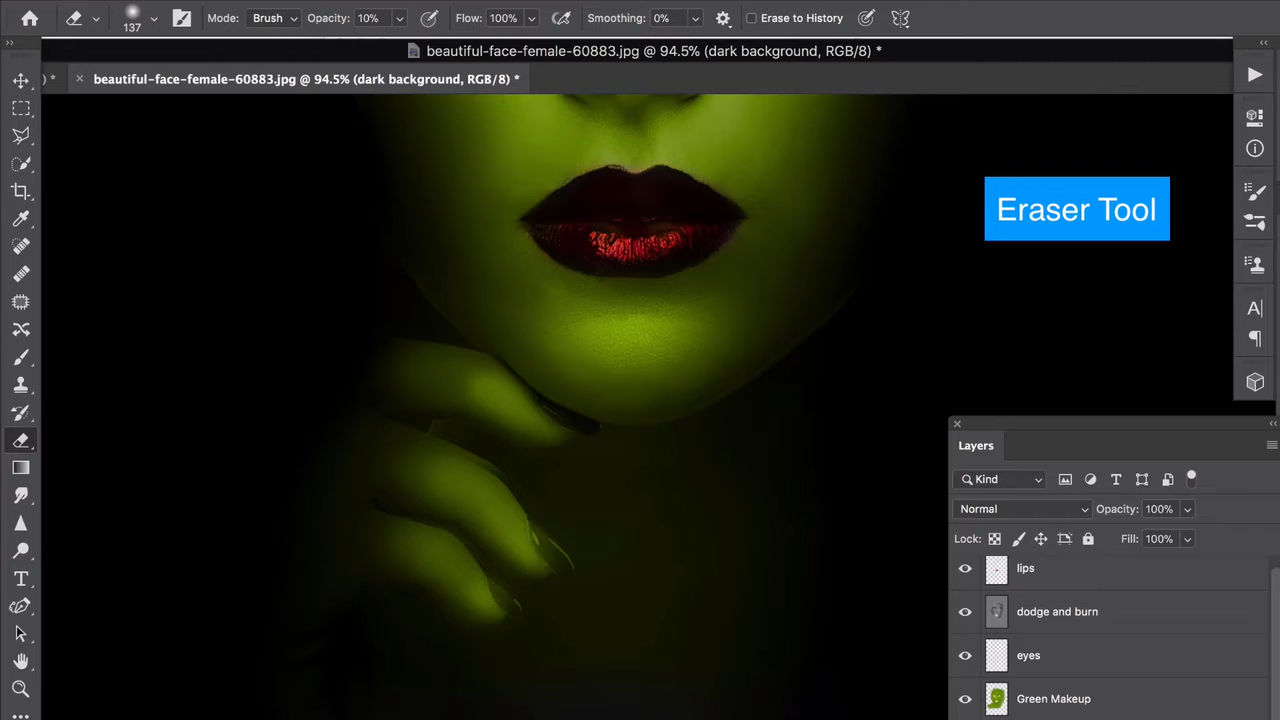 Mode: Brush Opacity: 10% Flow: 100% Smoothing: 0% Erase to History
137
beautiful-face-female-60883.jpg @ 94.5% (dark background, RGB/8) *
) * × beautiful-face-female-60883.jpg @ 94.5% (dark background, RGB/8) *
Eraser Tool
Layers
Kind
Normal Opacity: 100%
Lock: Fill: 100%
lips
dodge and burn
eyes
Green Makeup